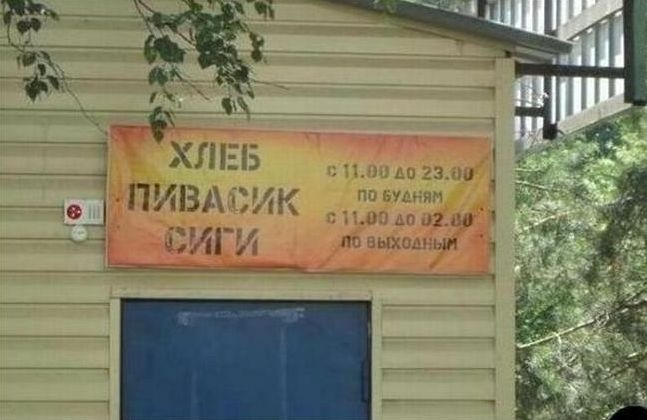 ХЛЕБ
ПИВАСИК
СИГИ
с 11.00 до 23.00
по будням
с 11.00 до 02.00
по выходным